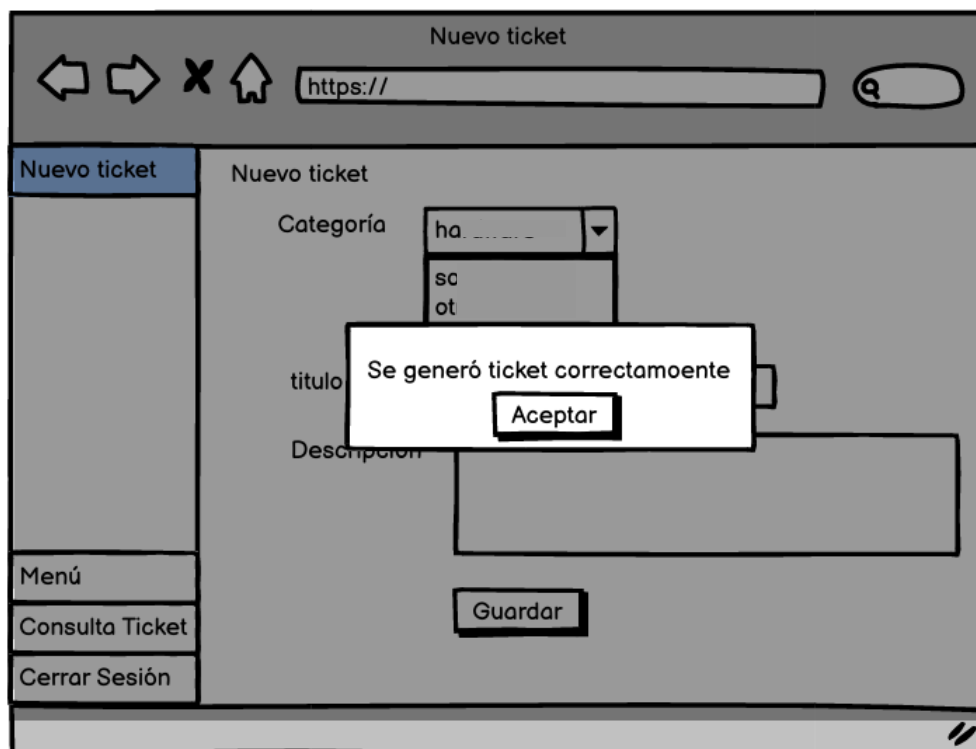 Nuevo ticket
https://
Nuevo ticket
Nuevo ticket
Categoría
titulo
Se generó ticket correctamoente
Aceptar
Descripción
Menú
Guardar
Consulta Ticket
Cerrar Sesión